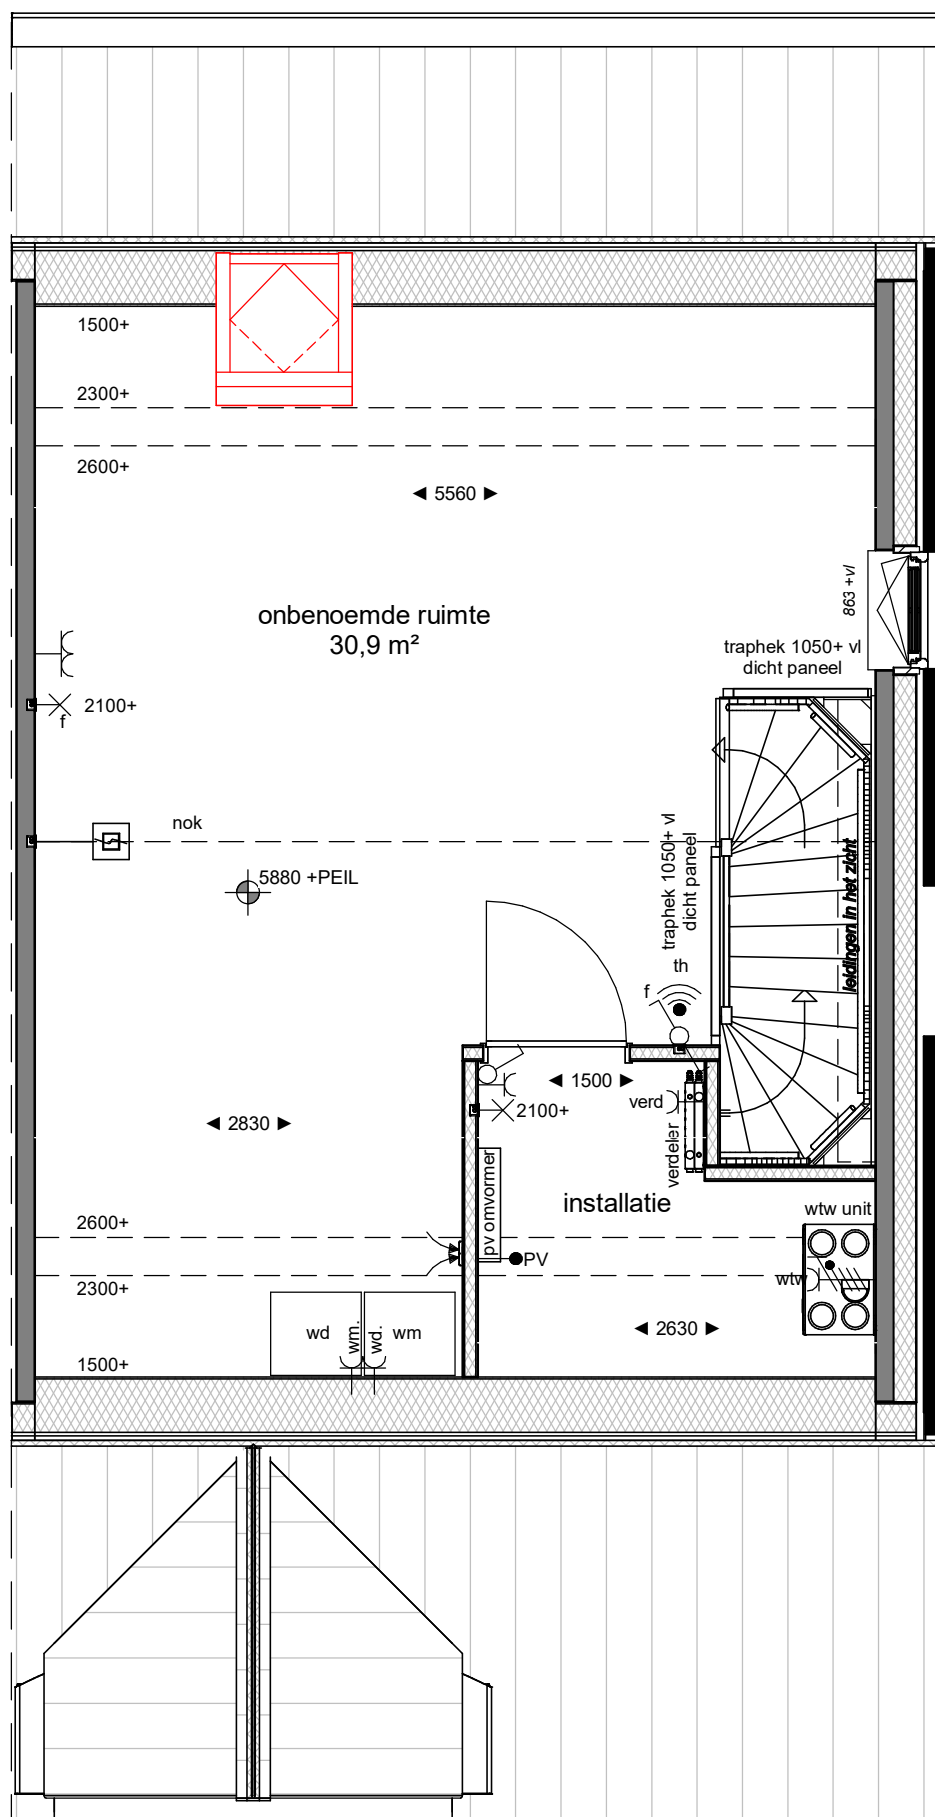 1500+
2300+
2600+
5560
863 +vl
onbenoemde ruimte
30,9 m²
traphek 1050+ vl
dicht paneel
2100+
f
nok
traphek 1050+ vl
dicht paneel
leidingen in het zicht
5880 +PEIL
th
f
1500
verd
2100+
2830
verdeler
installatie
wtw unit
pv omvormer
2600+
PV
wtw
2300+
wd
wm.
wd.
wm
2630
1500+